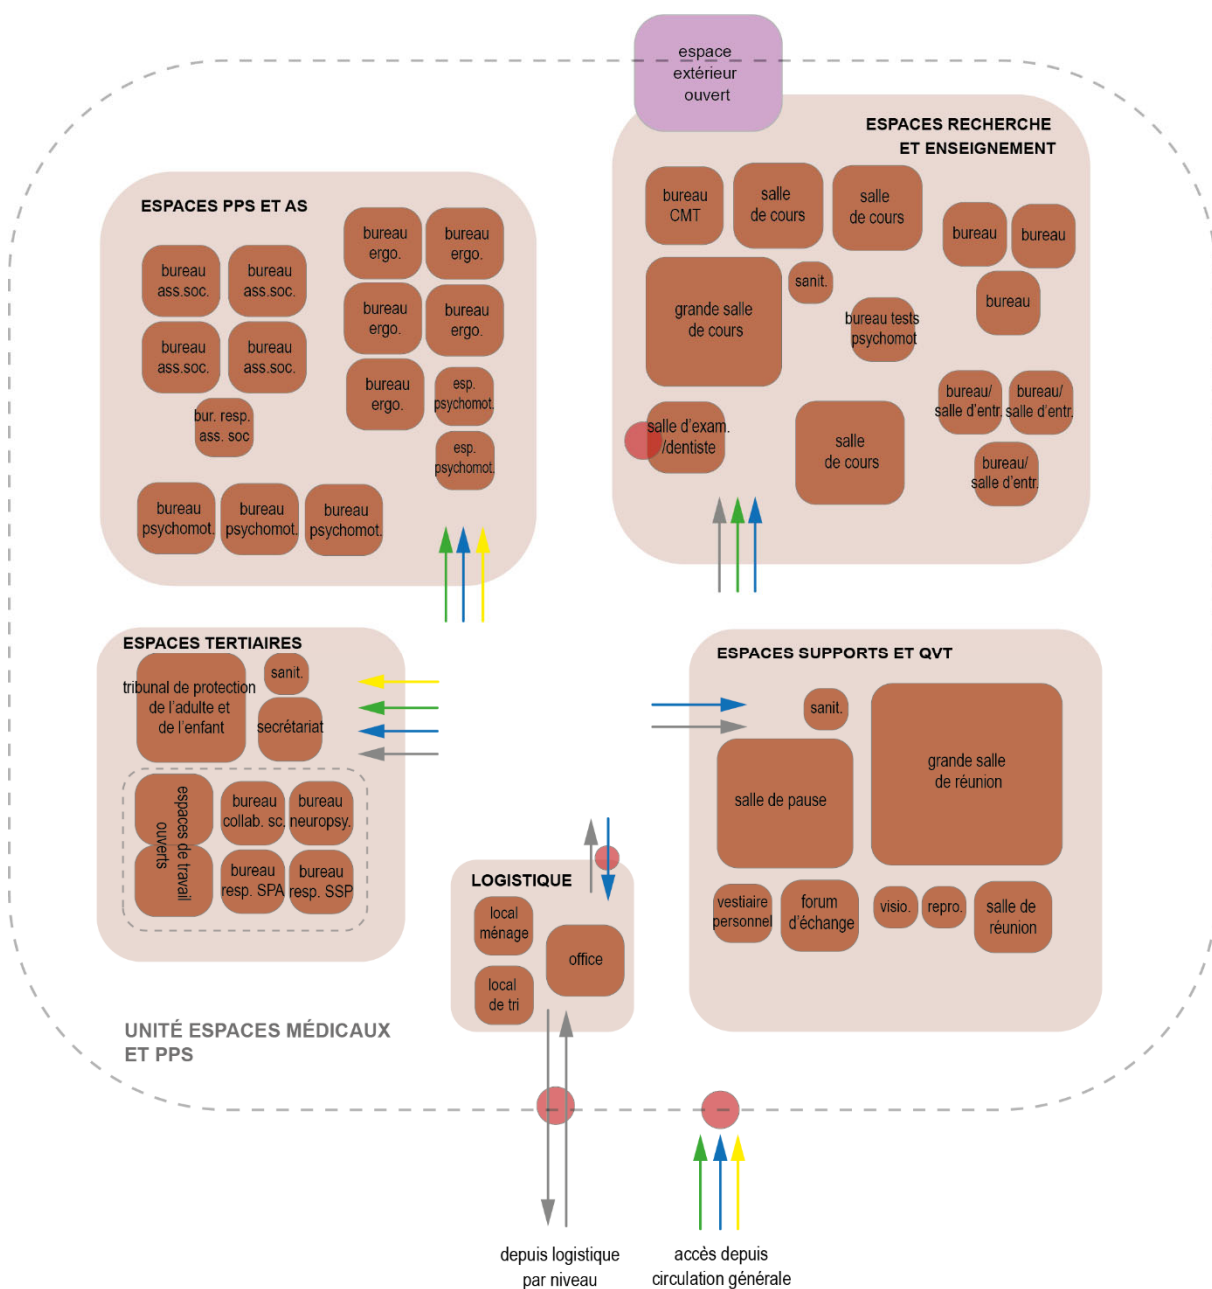 espace
extérieur
ouvert
ESPACES RECHERCHE
ET ENSEIGNEMENT
bureau
CMT
salle
de cours
salle
de cours
bureau
bureau
bureau
grande salle
de cours
sanit.
bureau tests
psychomot
bureau/
salle d'entr.
bureau/
salle d'entr.
bureau/
salle d'entr.
salle d'exam.
/dentiste
salle
de cours
ESPACES PPS ET AS
bureau
ass.soc.
bureau
ass.soc.
bureau
ass.soc.
bureau
ass.soc.
bur. resp.
ass. soc
bureau
ergo.
bureau
ergo.
bureau
ergo.
bureau
ergo.
bureau
ergo.
esp.
psychomot.
esp.
psychomot.
bureau
psychomot.
bureau
psychomot.
bureau
psychomot.
ESPACES TERTIAIRES
tribunal de protection
de l'adulte et
de l'enfant
sanit.
secrétariat
espaces de travail
ouverts
bureau
collab. sc.
bureau
neuropsy.
bureau
resp. SPA
bureau
resp. SSP
ESPACES SUPPORTS ET QVT
sanit.
grande salle
de réunion
salle de pause
vestiaire
personnel
forum
d'échange
visio.
repro.
salle de
réunion
LOGISTIQUE
local
ménage
office
local
de tri
UNITÉ ESPACES MÉDICAUX
ET PPS
depuis logistique
par niveau
accès depuis
circulation générale